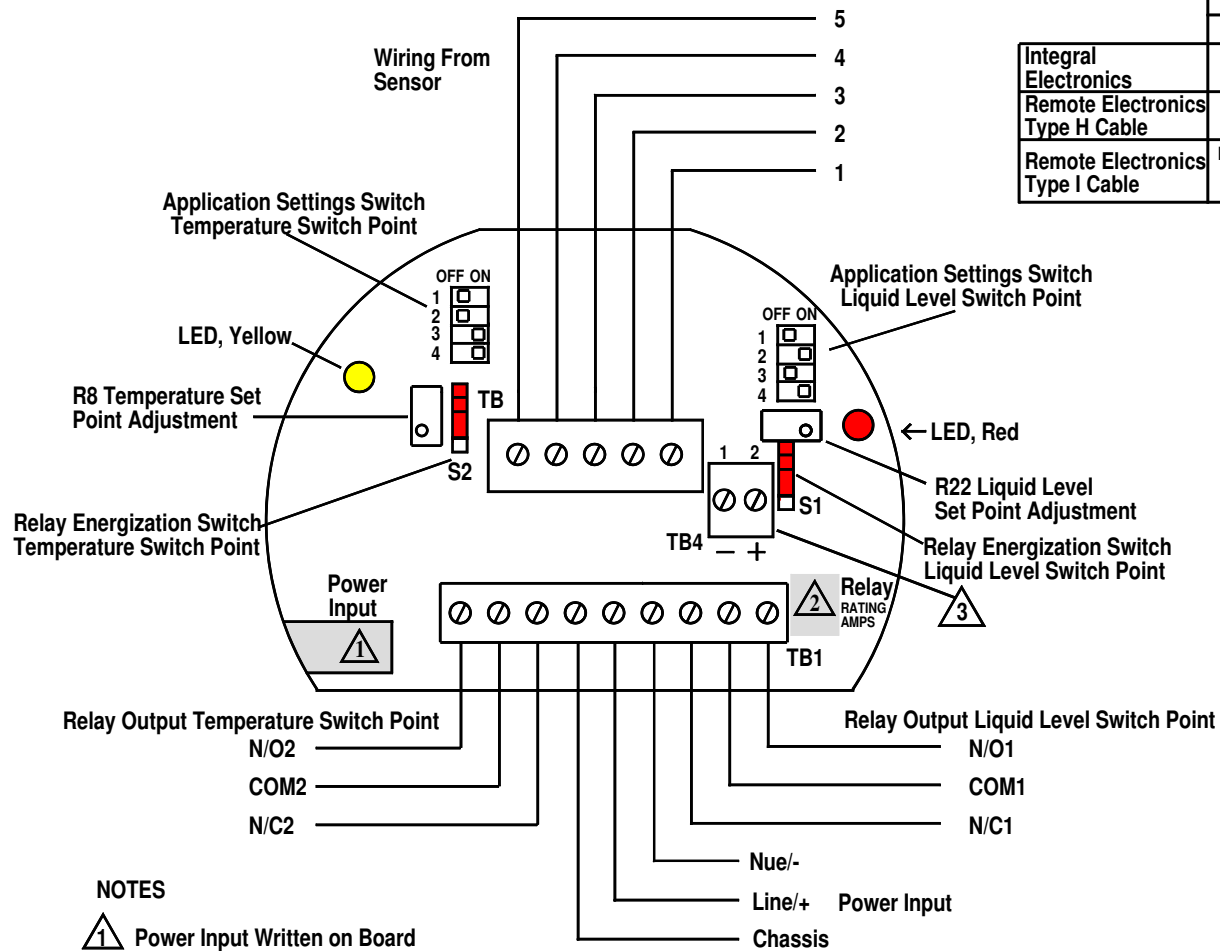 5
Wiring From
Sensor
4
3
2
1
Integral
Electronics
Remote Electronics
Type H Cable
Remote Electronics
Type I Cable
Application Settings Switch
Temperature Switch Point
OFF ON
1
2
3
4
Application Settings Switch
Liquid Level Switch Point
OFF ON
1
2
3
4
LED, Yellow
R8 Temperature Set
Point Adjustment
TB
S2
LED, Red
1 2
R22 Liquid Level
Set Point Adjustment
S1
TB4
− +
Relay Energization Switch
Temperature Switch Point
Relay Energization Switch
Liquid Level Switch Point
3
Power
Input
1
2
Relay
RATING
AMPS
TB1
Relay Output Temperature Switch Point
N/O2
COM2
N/C2
Relay Output Liquid Level Switch Point
N/O1
COM1
N/C1
Nue/-
Line/+ Power Input
Chassis
NOTES
1 Power Input Written on Board